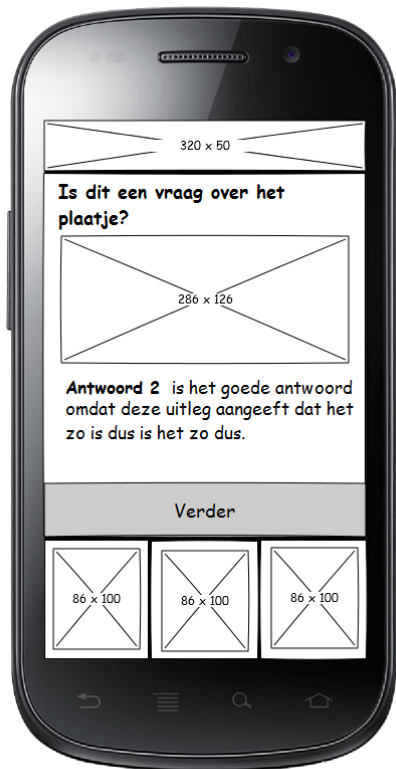 320 x 50
Is dit een vraag over het
plaatje?
286 x 126
Antwoord 2 is het goede antwoord
omdat deze uitleg aangeeft dat het
zo is dus is het zo dus.
Verder
86 x 100
86 x 100
86 x 100